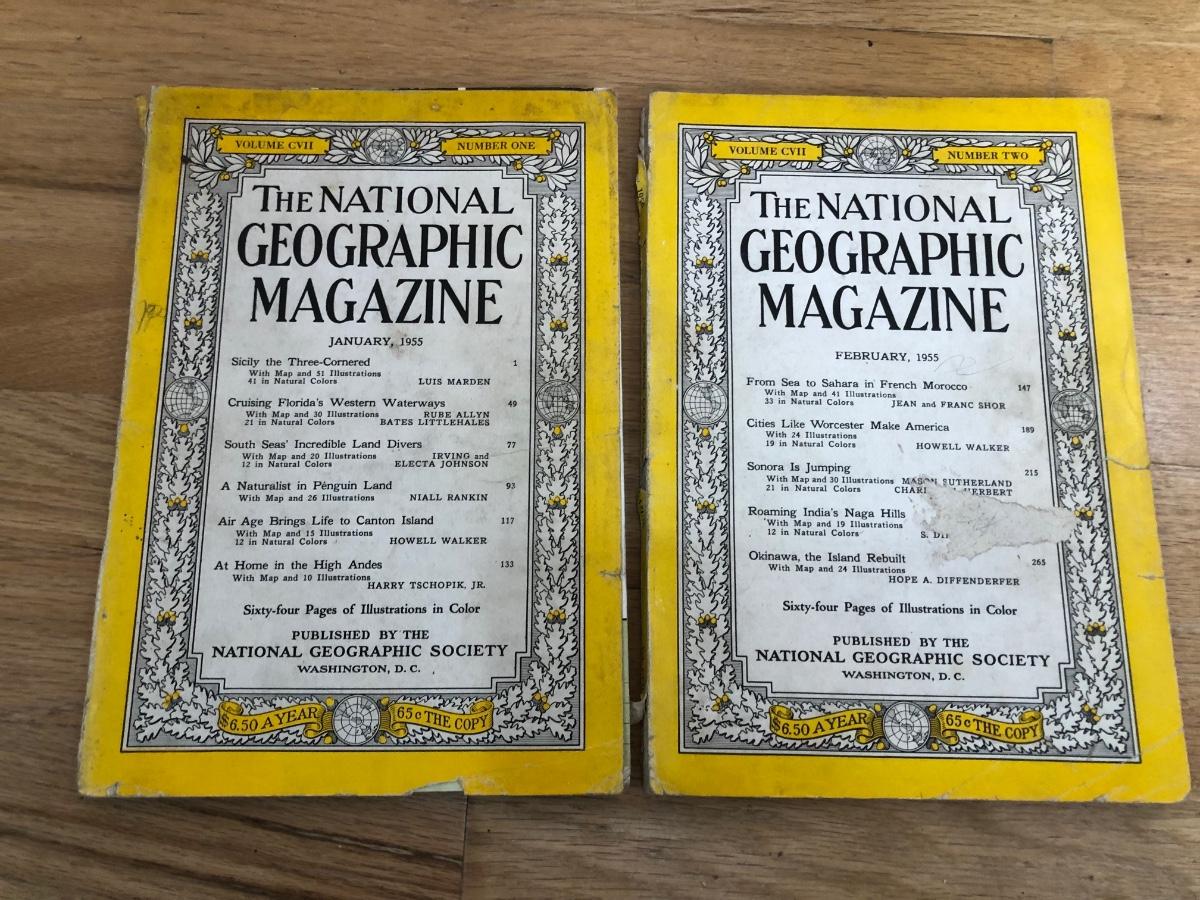 VOLUME CVII
NUMBER ONE
THE NATIONAL
GEOGRAPHIC
MAGAZINE
JANUARY, 1955
Sicily the Three-Cornered 1
With Map and 51 Illustrations
41 in Natural Colors LUIS MARDEN
Cruising Florida's Western Waterways 49
With Map and 30 Illustrations RUBE ALLYN
21 in Natural Colors BATES LITTLEHALES
South Seas' Incredible Land Divers 77
With Map and 20 Illustrations IRVING and
12 in Natural Colors ELECTA JOHNSON
A Naturalist in Penguin Land 93
With Map and 26 Illustrations NIALL RANKIN
Air Age Brings Life to Canton Island 117
With Map and 15 Illustrations
12 in Natural Colors HOWELL WALKER
At Home in the High Andes 133
With Map and 10 Illustrations
HARRY TSCHOPIK, JR.
Sixty-four Pages of Illustrations in Color
PUBLISHED BY THE
NATIONAL GEOGRAPHIC SOCIETY
WASHINGTON, D. C.
$6.50 A YEAR
65c THE COPY
VOLUME CVII
NUMBER TWO
THE NATIONAL
GEOGRAPHIC
MAGAZINE
FEBRUARY, 1955
From Sea to Sahara in French Morocco 147
With Map and 41 Illustrations
33 in Natural Colors JEAN and FRANC SHOR
Cities Like Worcester Make America 189
With 24 Illustrations
19 in Natural Colors HOWELL WALKER
Sonora Is Jumping 215
With Map and 30 Illustrations MASON SUTHERLAND
21 in Natural Colors HERBERT
Roaming India's Naga Hills
With Map and 19 Illustrations
12 in Natural Colors S.
Okinawa, the Island Rebuilt 265
With Map and 24 Illustrations
HOPE A. DIFFENDERFER
Sixty-four Pages of Illustrations in Color
PUBLISHED BY THE
NATIONAL GEOGRAPHIC SOCIETY
WASHINGTON, D. C.
$6.50 A YEAR
65c THE COPY